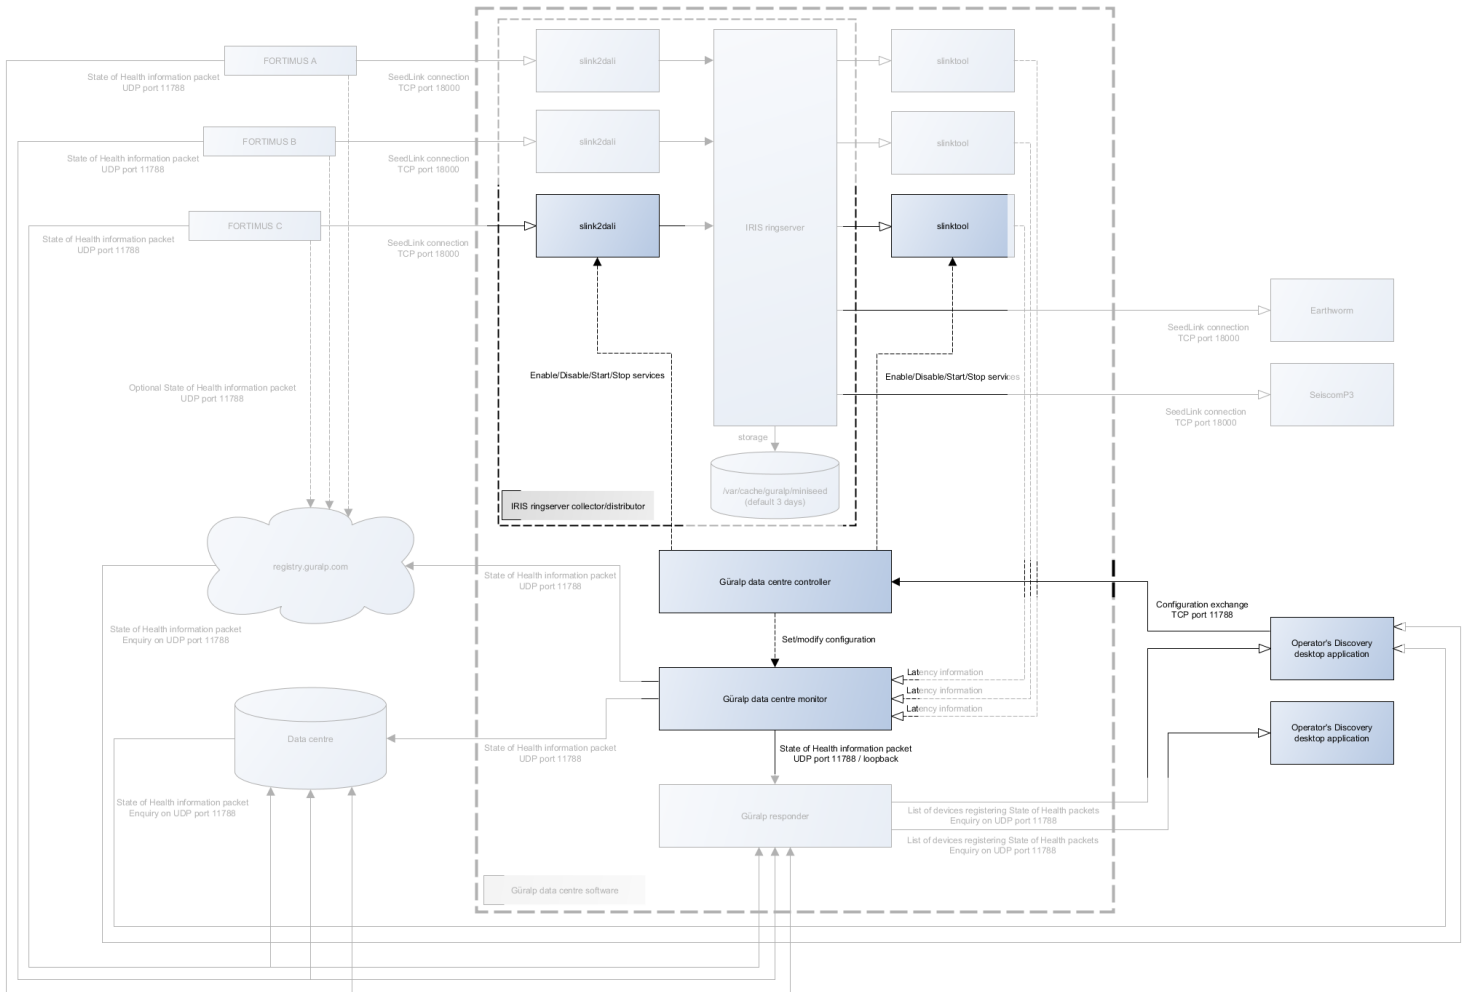 FORTIMUS A
State of Health information packet
UDP port 11788
SeedLink connection
TCP port 18000
slink2dali
slinktool
FORTIMUS B
State of Health information packet
UDP port 11788
SeedLink connection
TCP port 18000
slink2dali
slinktool
FORTIMUS C
State of Health information packet
UDP port 11788
SeedLink connection
TCP port 18000
slink2dali
IRIS ringserver
slinktool
Earthworm
SeedLink connection
TCP port 18000
Optional State of Health information packet
UDP port 11788
Enable/Disable/Start/Stop services
Enable/Disable/Start/Stop services
SeiscomP3
SeedLink connection
TCP port 18000
storage
/var/cache/guralp/miniseed
(default 3 days)
IRIS ringserver collector/distributor
registry.guralp.com
State of Health information packet
UDP port 11788
Güralp data centre controller
Configuration exchange
TCP port 11788
State of Health information packet
Enquiry on UDP port 11788
Set/modify configuration
Operator's Discovery
desktop application
Latency information
Latency information
Latency information
Güralp data centre monitor
Data centre
State of Health information packet
UDP port 11788
State of Health information packet
UDP port 11788 / loopback
Operator's Discovery
desktop application
State of Health information packet
Enquiry on UDP port 11788
Güralp responder
List of devices registering State of Health packets
Enquiry on UDP port 11788
List of devices registering State of Health packets
Enquiry on UDP port 11788
Güralp data centre software